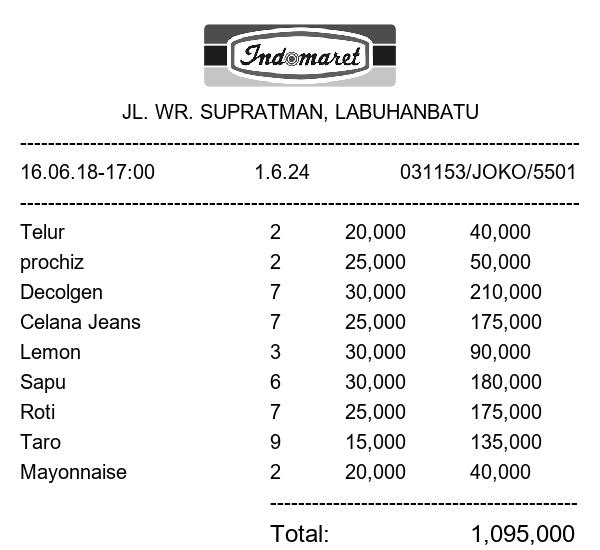 Indomaret
JL. WR. SUPRATMAN, LABUHANBATU
--------------------------------------------------------------------------------
16.06.18-17:00 1.6.24 031153/JOKO/5501
--------------------------------------------------------------------------------
Telur 2 20,000 40,000
prochiz 2 25,000 50,000
Decolgen 7 30,000 210,000
Celana Jeans 7 25,000 175,000
Lemon 3 30,000 90,000
Sapu 6 30,000 180,000
Roti 7 25,000 175,000
Taro 9 15,000 135,000
Mayonnaise 2 20,000 40,000
--------------------------------------------
Total: 1,095,000